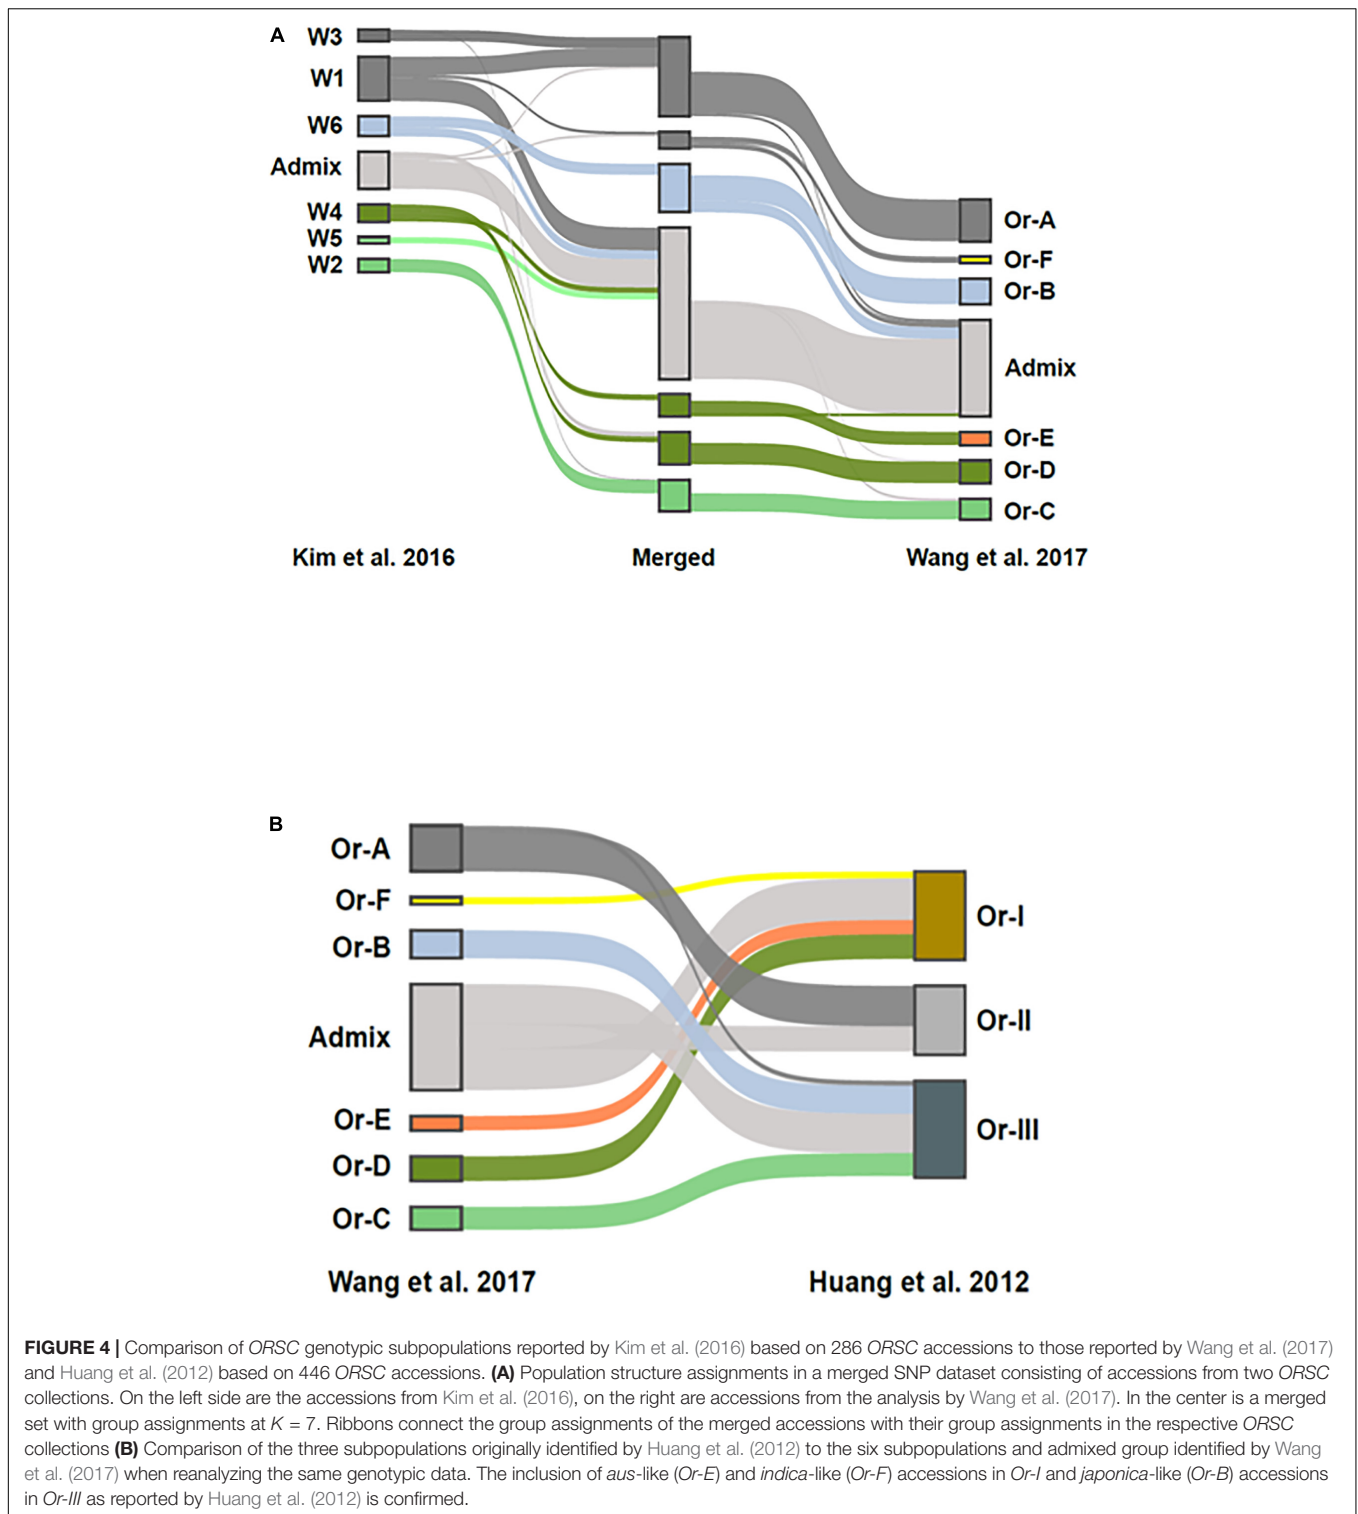 A
W3
W1
W6
Admix
W4
W5
W2
Or-A
Or-F
Or-B
Admix
Or-E
Or-D
Or-C
Kim et al. 2016
Merged
Wang et al. 2017
B
Or-A
Or-F
Or-B
Admix
Or-E
Or-D
Or-C
Or-I
Or-II
Or-III
Wang et al. 2017
Huang et al. 2012
FIGURE 4 | Comparison of ORSC genotypic subpopulations reported by Kim et al. (2016) based on 286 ORSC accessions to those reported by Wang et al. (2017)
and Huang et al. (2012) based on 446 ORSC accessions. (A) Population structure assignments in a merged SNP dataset consisting of accessions from two ORSC
collections. On the left side are the accessions from Kim et al. (2016), on the right are accessions from the analysis by Wang et al. (2017). In the center is a merged
set with group assignments at K = 7. Ribbons connect the group assignments of the merged accessions with their group assignments in the respective ORSC
collections (B) Comparison of the three subpopulations originally identified by Huang et al. (2012) to the six subpopulations and admixed group identified by Wang
et al. (2017) when reanalyzing the same genotypic data. The inclusion of aus-like (Or-E) and indica-like (Or-F) accessions in Or-I and japonica-like (Or-B) accessions
in Or-III as reported by Huang et al. (2012) is confirmed.